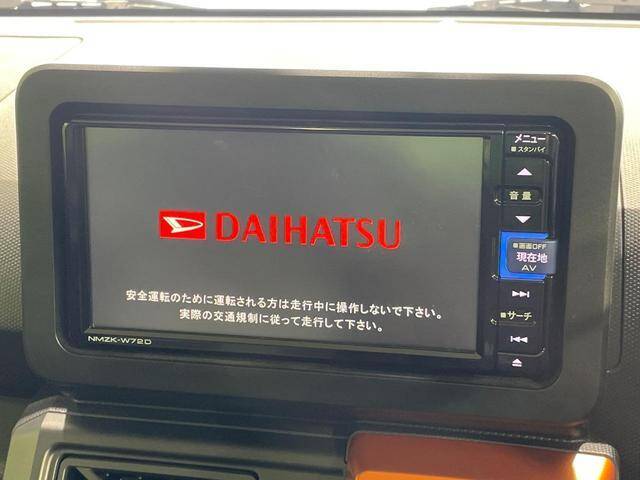 DAIHATSU
安全運転のために運転される方は走行中に操作しないで下さい。
実際の交通規制に従って走行して下さい。
NMZK-W72D
メニュー
スタンバイ
音量
画面OFF
現在地
AV
サーチ